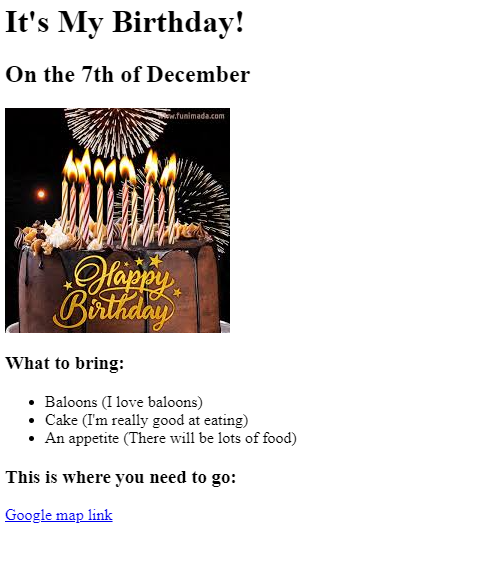 It's My Birthday!
On the 7th of December
www.funimada.com
Happy
Birthday
What to bring:
Baloons (I love baloons)
Cake (I'm really good at eating)
An appetite (There will be lots of food)
This is where you need to go:
Google map link